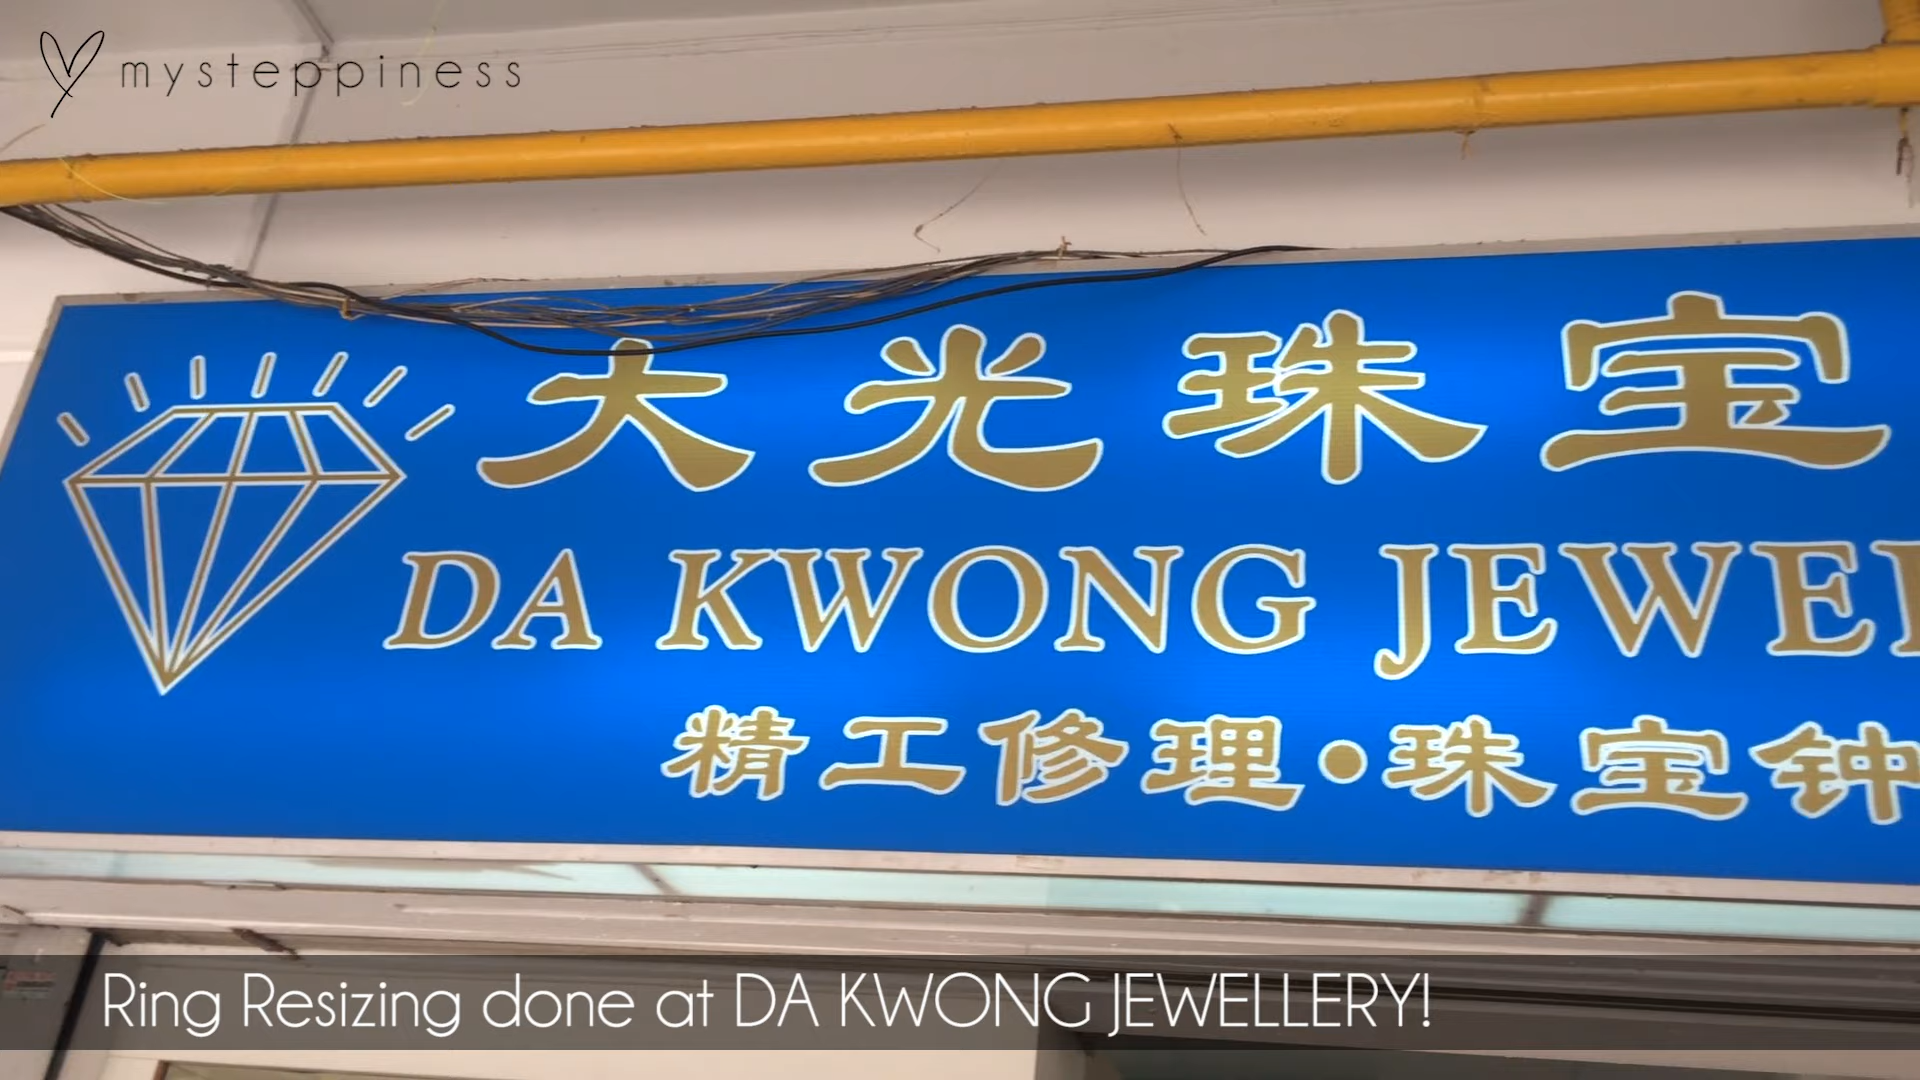 mysteppiness
大光珠宝
DA KWONG JEWE
精工修理•珠宝钟
Ring Resizing done at DA KWONG JEWELLERY!